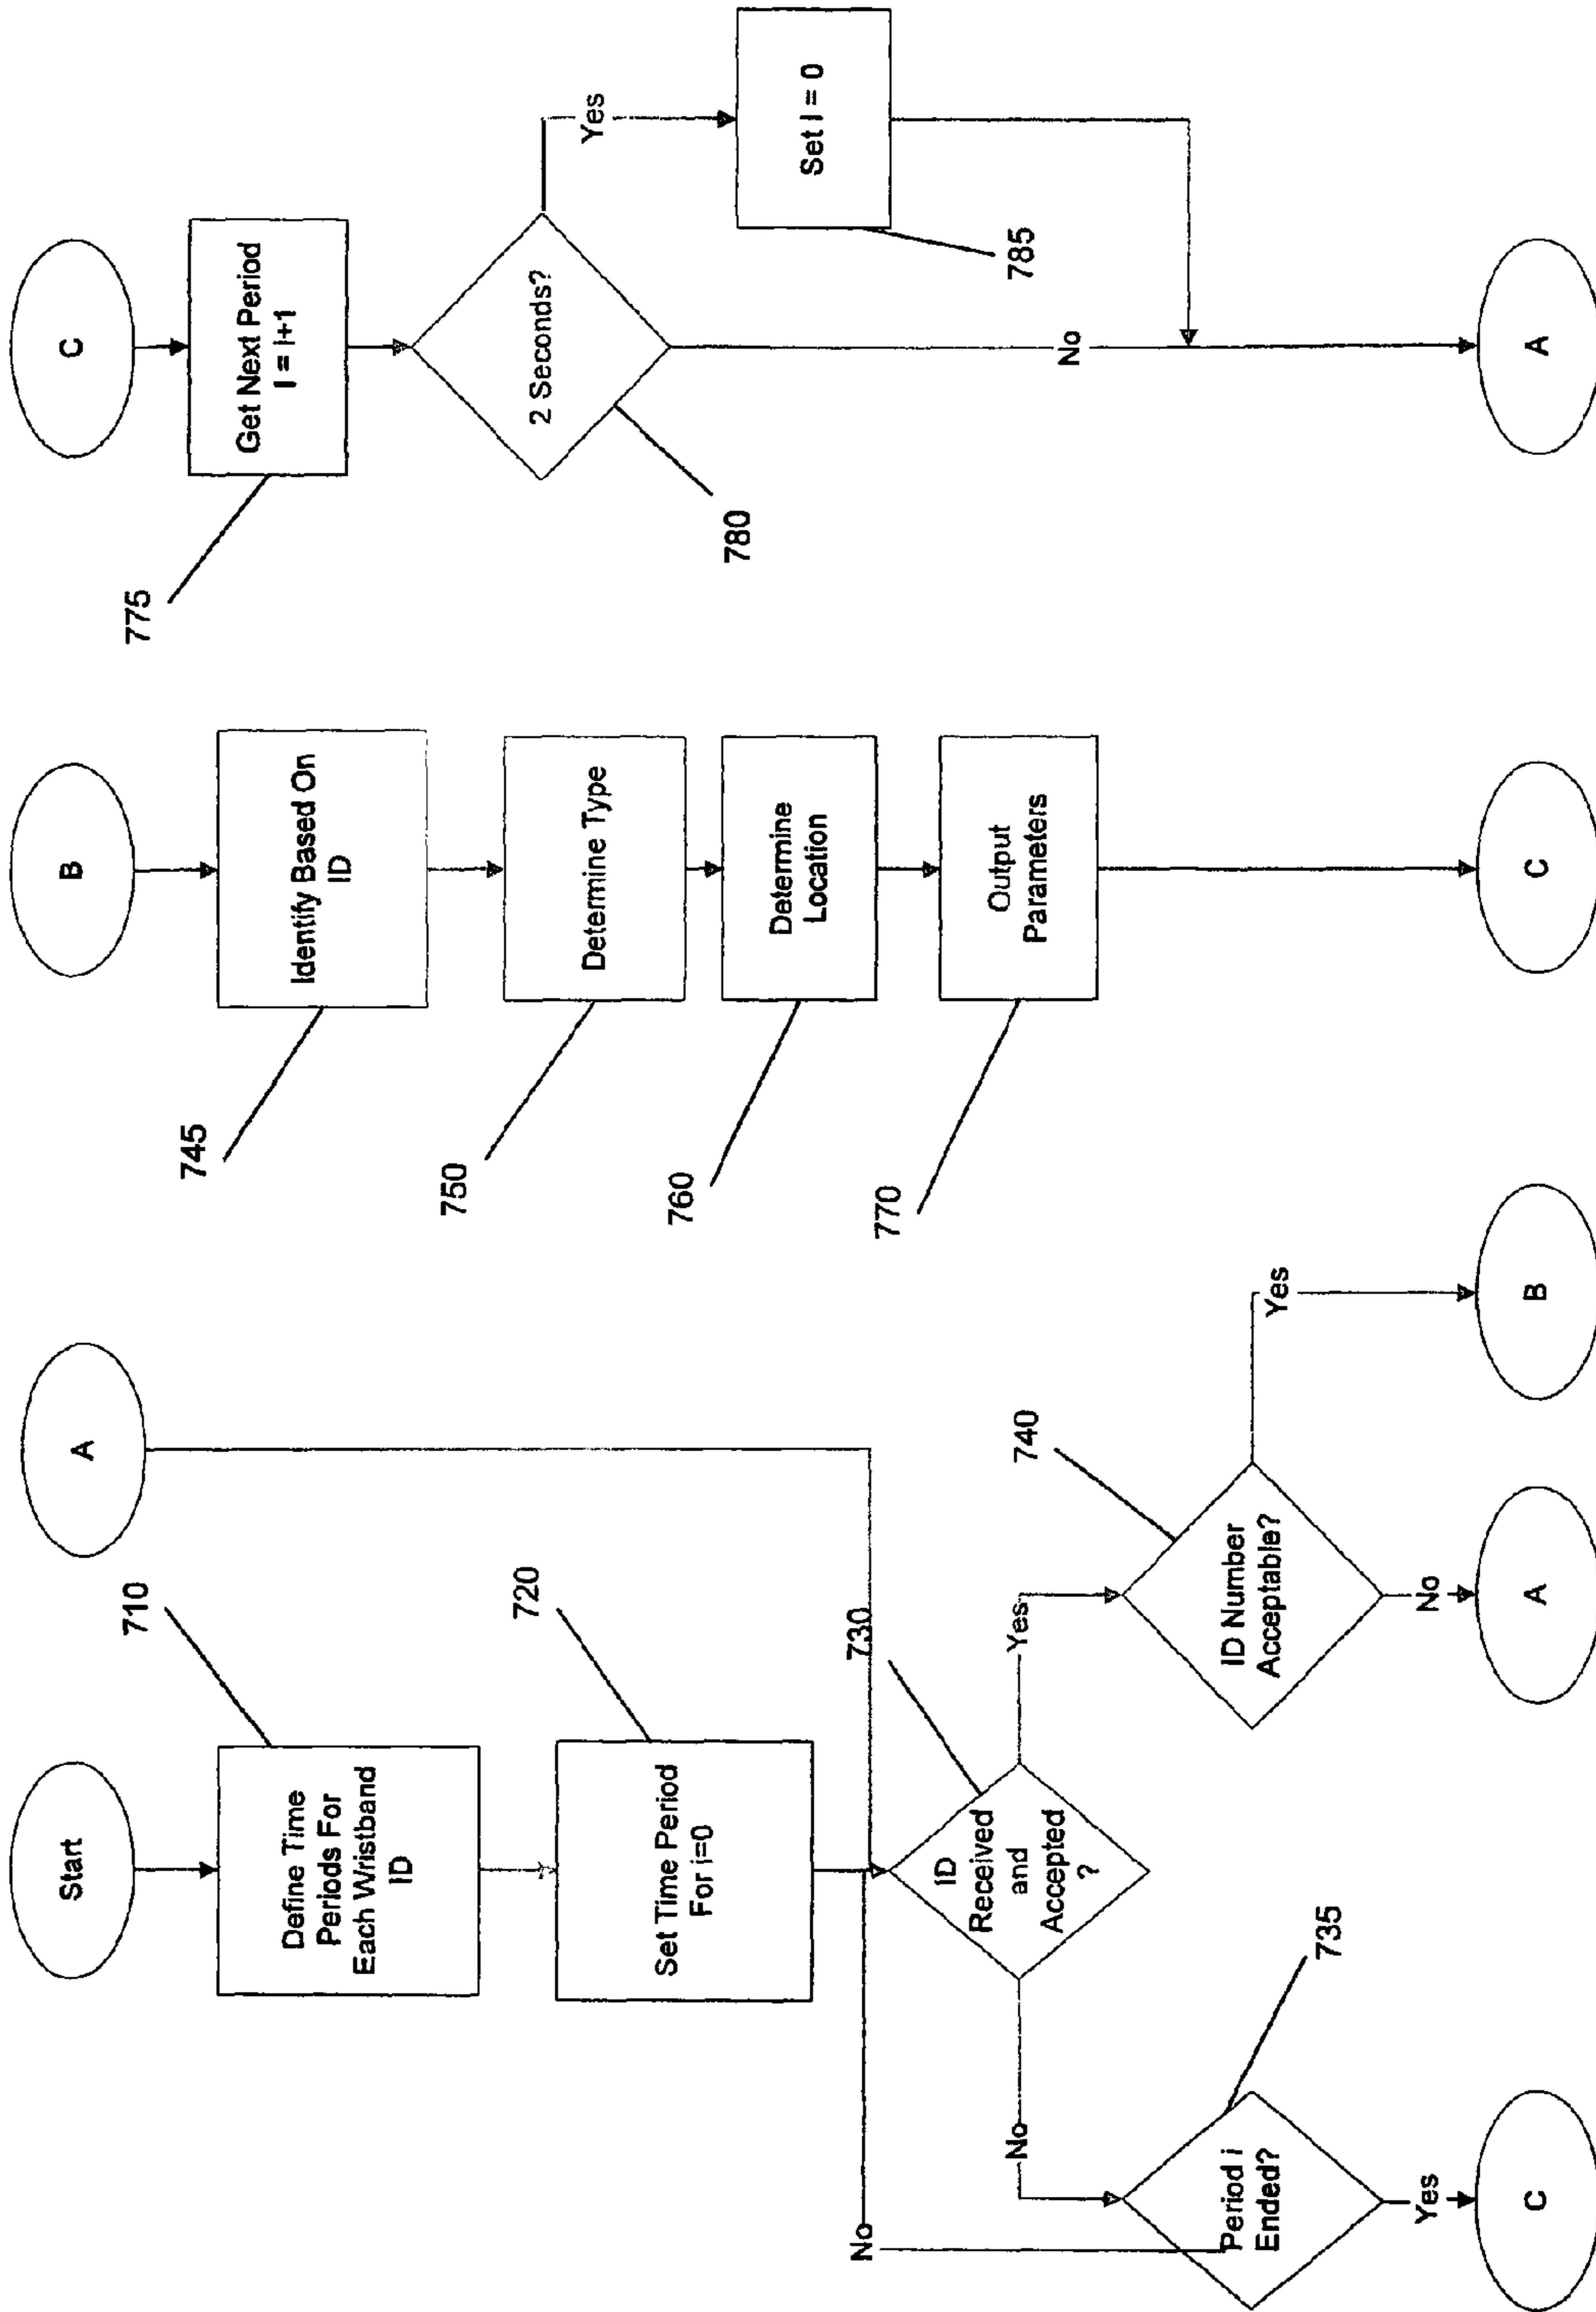 Start
710
Define Time
Periods For
Each Wristband
ID
720
Set Time Period
For i=0
A
730
ID
Received
and
Accepted
?
No
Yes
735
Period i
Ended?
No
Yes
C
740
ID Number
Acceptable?
No
A
Yes
B
B
745
Identify Based On
ID
750
Determine Type
760
Determine
Location
770
Output
Parameters
C
C
775
Get Next Period
I = I+1
780
2 Seconds?
Yes
785
Set I = 0
No
A